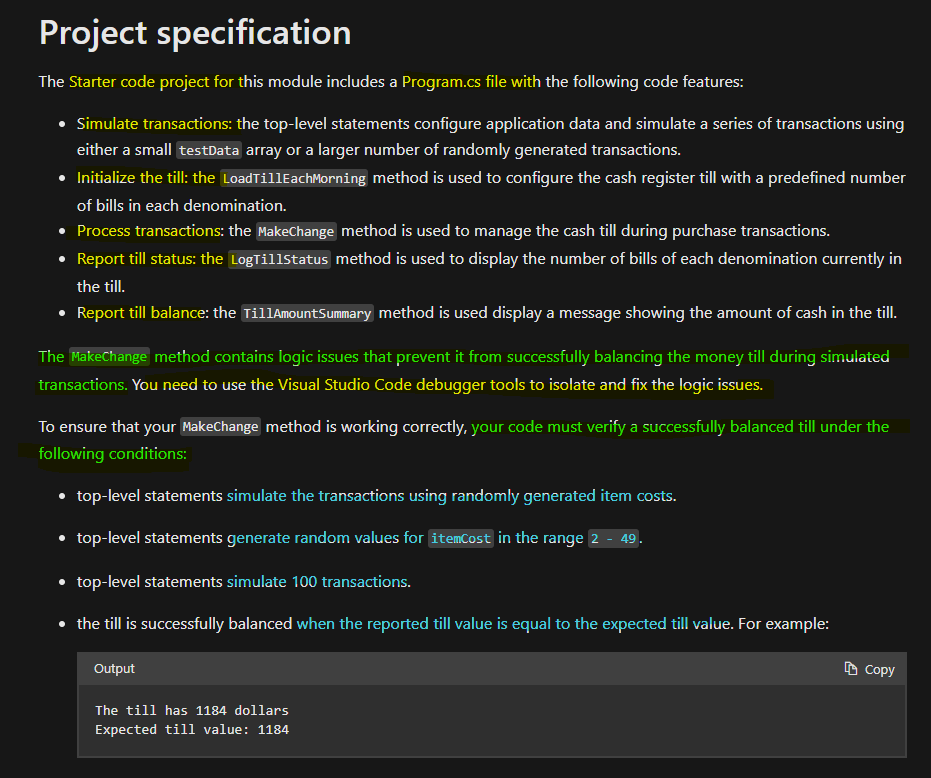 Project specification
The Starter code project for this module includes a Program.cs file with the following code features:
• Simulate transactions: the top-level statements configure application data and simulate a series of transactions using
either a small testData array or a larger number of randomly generated transactions.
• Initialize the till: the LoadTillEachMorning method is used to configure the cash register till with a predefined number
of bills in each denomination.
• Process transactions: the MakeChange method is used to manage the cash till during purchase transactions.
• Report till status: the LogTillStatus method is used to display the number of bills of each denomination currently in
the till.
• Report till balance: the TillAmountSummary method is used display a message showing the amount of cash in the till.
The MakeChange method contains logic issues that prevent it from successfully balancing the money till during simulated
transactions. You need to use the Visual Studio Code debugger tools to isolate and fix the logic issues.
To ensure that your MakeChange method is working correctly, your code must verify a successfully balanced till under the
following conditions:
• top-level statements simulate the transactions using randomly generated item costs.
• top-level statements generate random values for itemCost in the range 2 - 49.
• top-level statements simulate 100 transactions.
• the till is successfully balanced when the reported till value is equal to the expected till value. For example:
Output Copy
The till has 1184 dollars
Expected till value: 1184